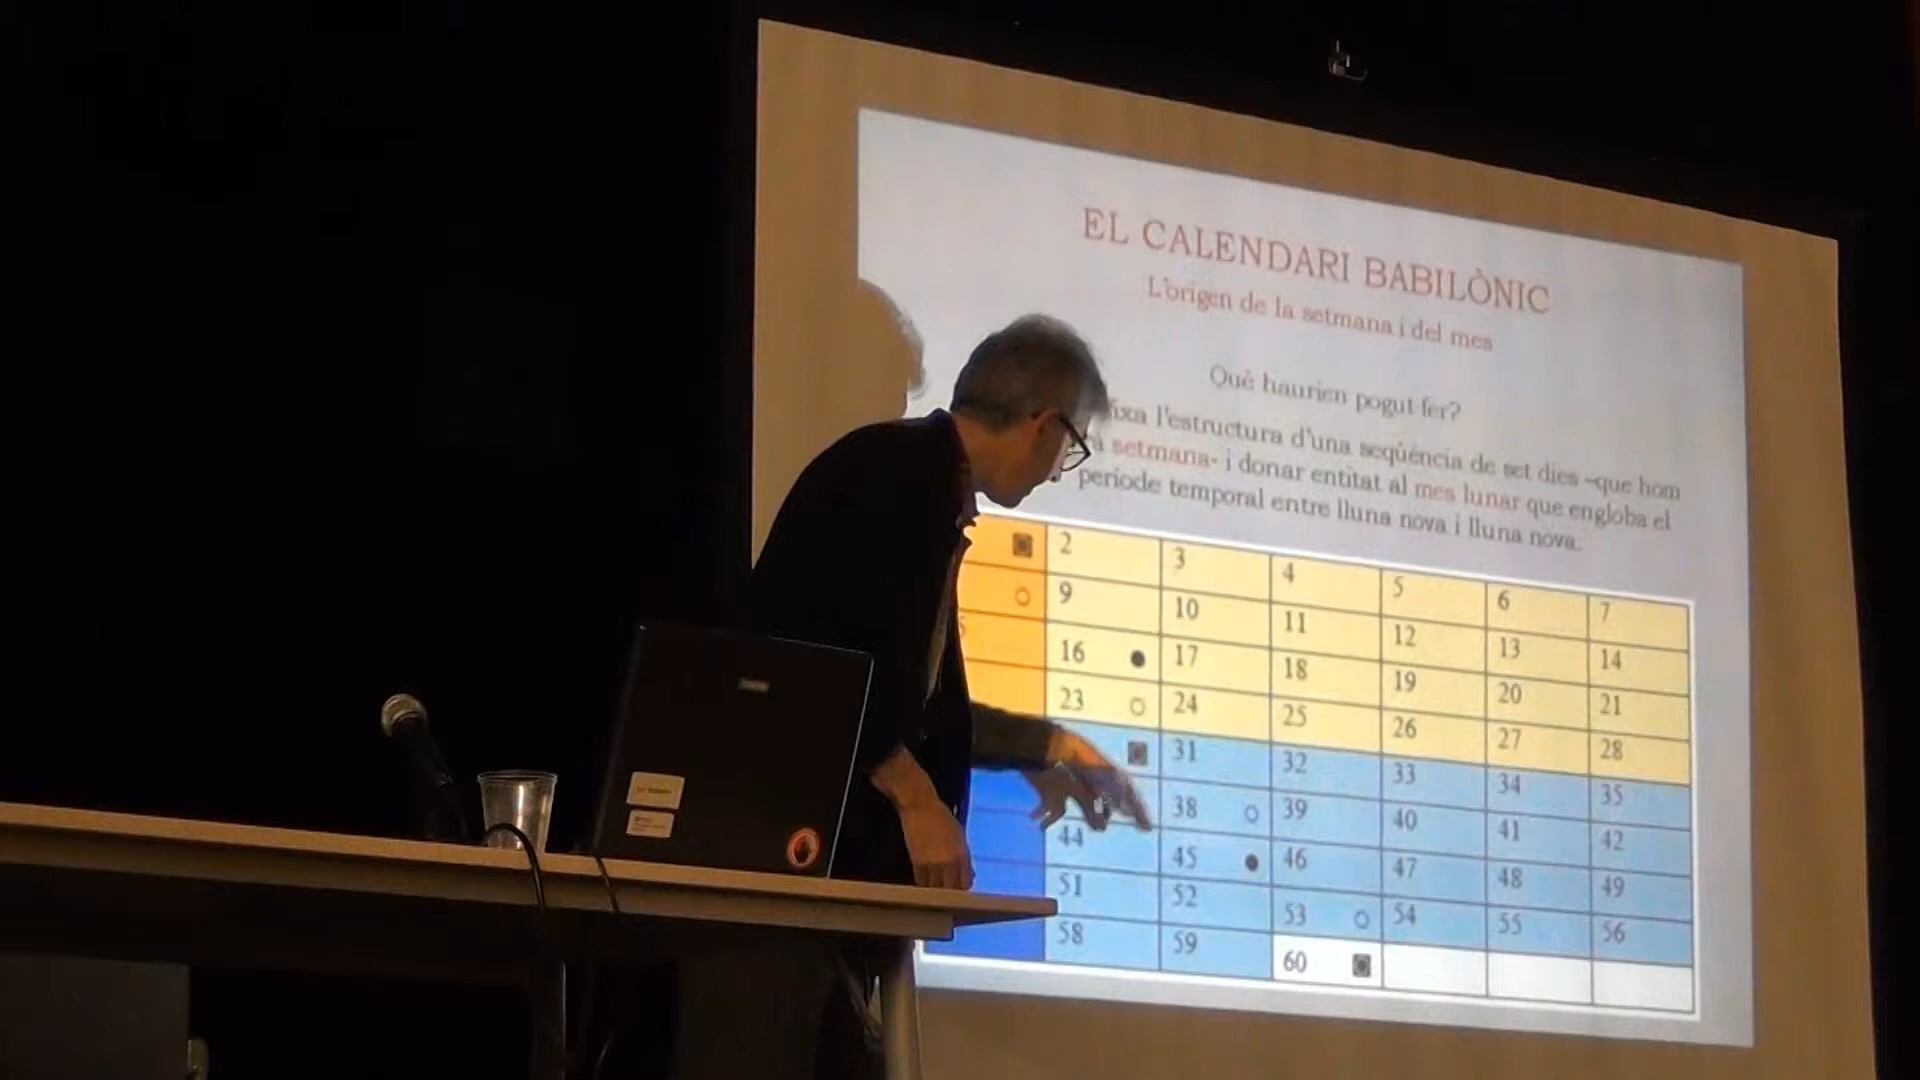 EL CALENDARI BABILÒNIC
L'origen de la setmana i del mes
Què haurien pogut fer?
ixa l'estructura d'una seqüència de set dies -que hom
à setmana- i donar entitat al mes lunar que engloba el
període temporal entre lluna nova i lluna nova.
2 3 4 5 6 7
9 10 11 12 13 14
16 17 18 19 20 21
23 24 25 26 27 28
31 32 33 34 35
38 39 40 41 42
44 45 46 47 48 49
51 52 53 54 55 56
58 59 60